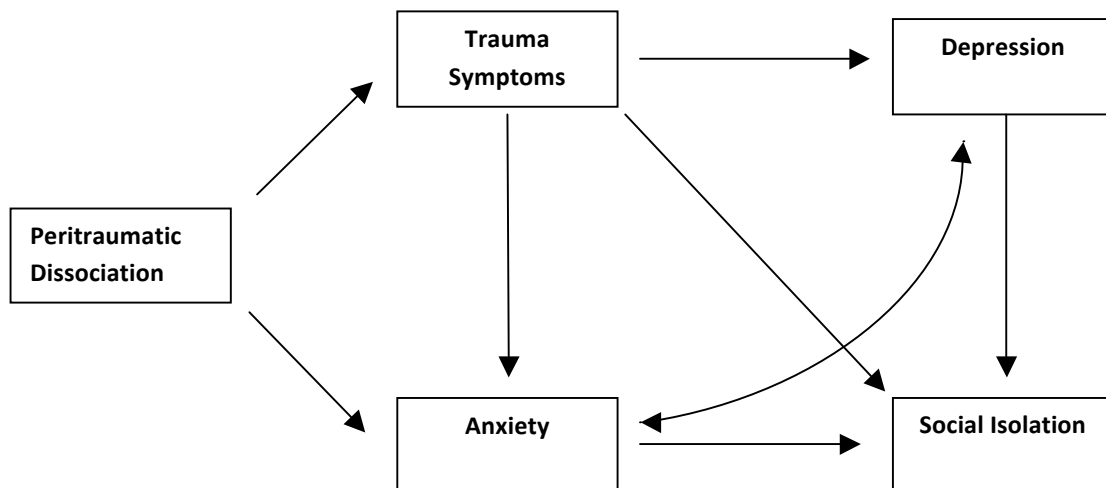 Trauma
Symptoms
Depression
Peritraumatic
Dissociation
Anxiety
Social Isolation